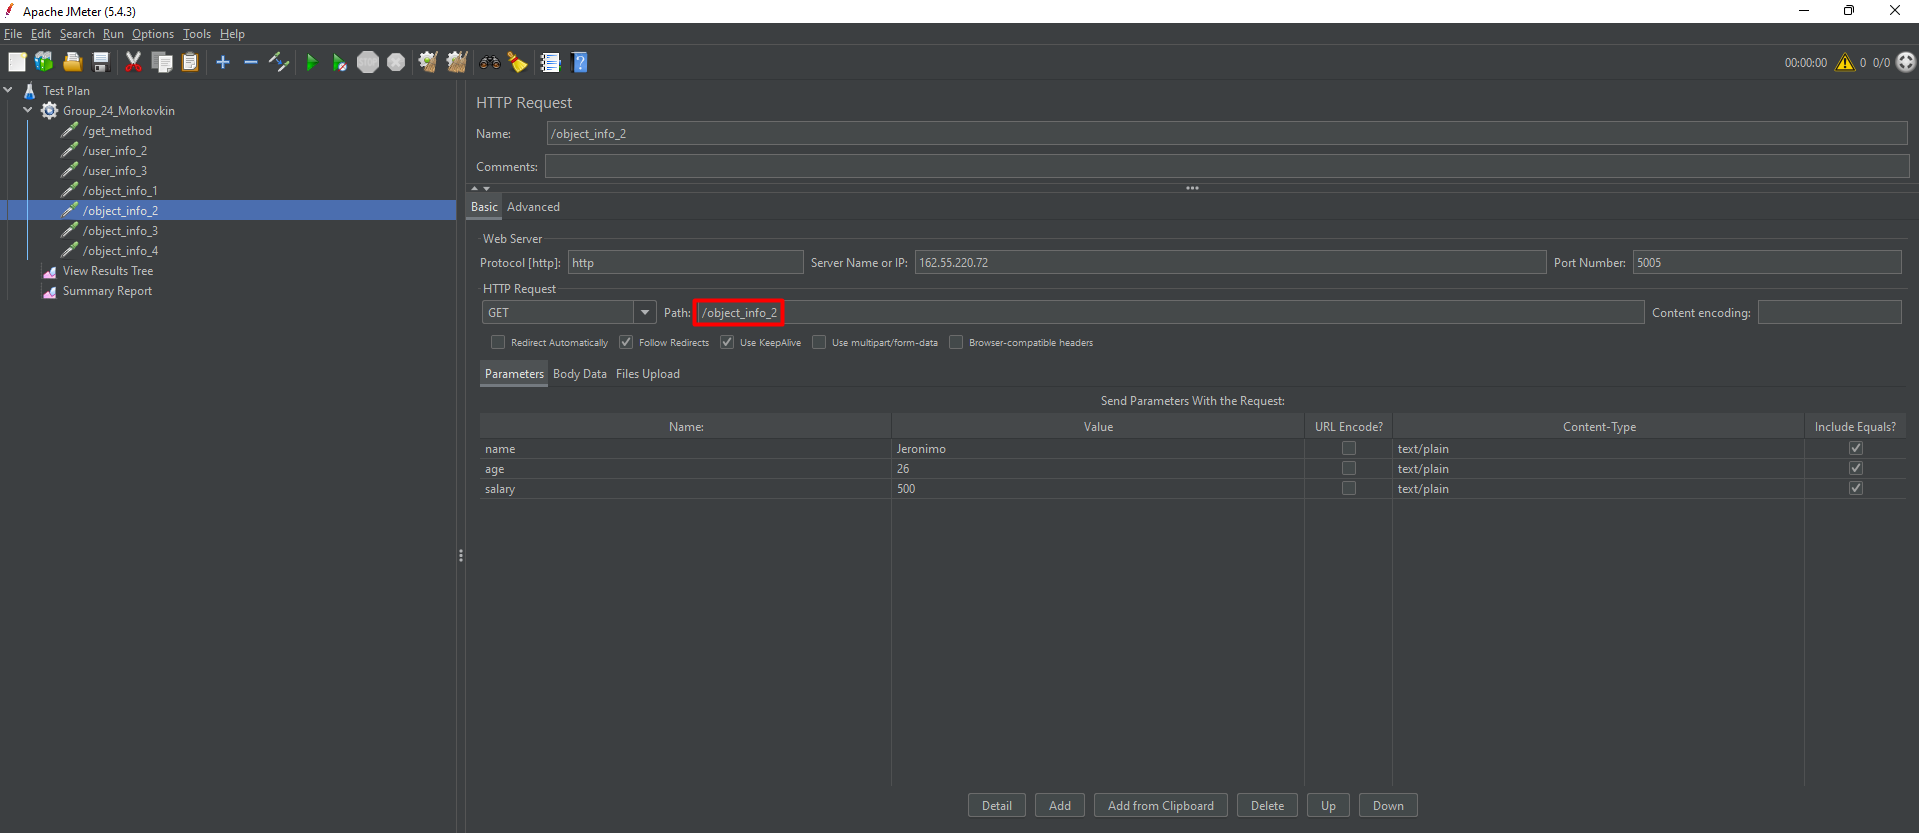 Apache JMeter (5.4.3)
File Edit Search Run Options Tools Help
00:00:00 0 0/0
Test Plan
Group_24_Morkovkin
/get_method
/user_info_2
/user_info_3
/object_info_1
/object_info_2
/object_info_3
/object_info_4
View Results Tree
Summary Report
HTTP Request
Name: /object_info_2
Comments:
Basic Advanced
Web Server
Protocol [http]: http Server Name or IP: 162.55.220.72 Port Number: 5005
HTTP Request
GET Path: /object_info_2 Content encoding:
Redirect Automatically Follow Redirects Use KeepAlive Use multipart/form-data Browser-compatible headers
Parameters Body Data Files Upload
Send Parameters With the Request:
Name: Value URL Encode? Content-Type Include Equals?
name Jeronimo text/plain
age 26 text/plain
salary 500 text/plain
Detail Add Add from Clipboard Delete Up Down